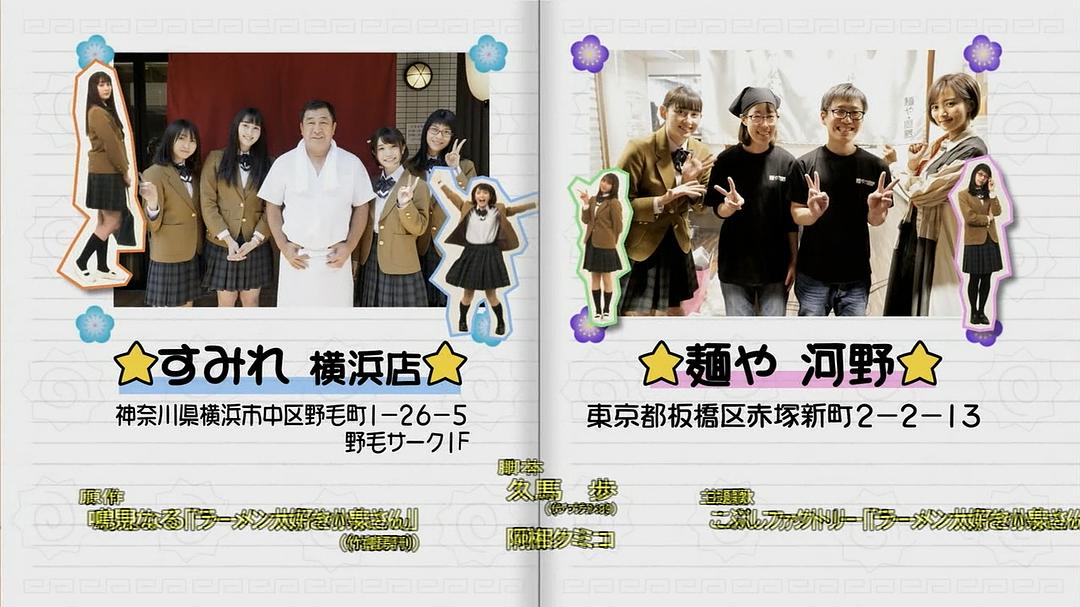 すみれ 横浜店
神奈川県横浜市中区野毛町1-26-5
野毛サーク1F
麺や 河野
東京都板橋区赤塚新町2-2-13
原作
鳴見なる『ラーメン大好き小泉さん』
(竹書房刊)
脚本
久馬 歩
阿相クミコ
主題歌
こぶしファクトリー『ラーメン大好き小泉さん